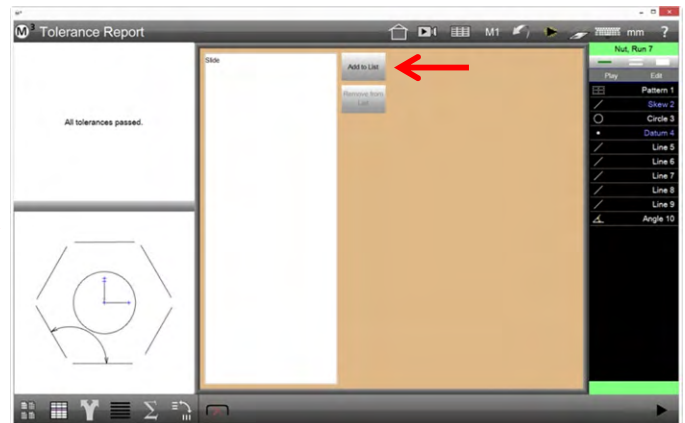 M3 Tolerance Report
M1
mm
?
Nut, Run 7
Play Edit
Pattern 1
Skew 2
Circle 3
Datum 4
Line 5
Line 6
Line 7
Line 8
Line 9
Angle 10
All tolerances passed.
Slide
Add to List
Remove from
List